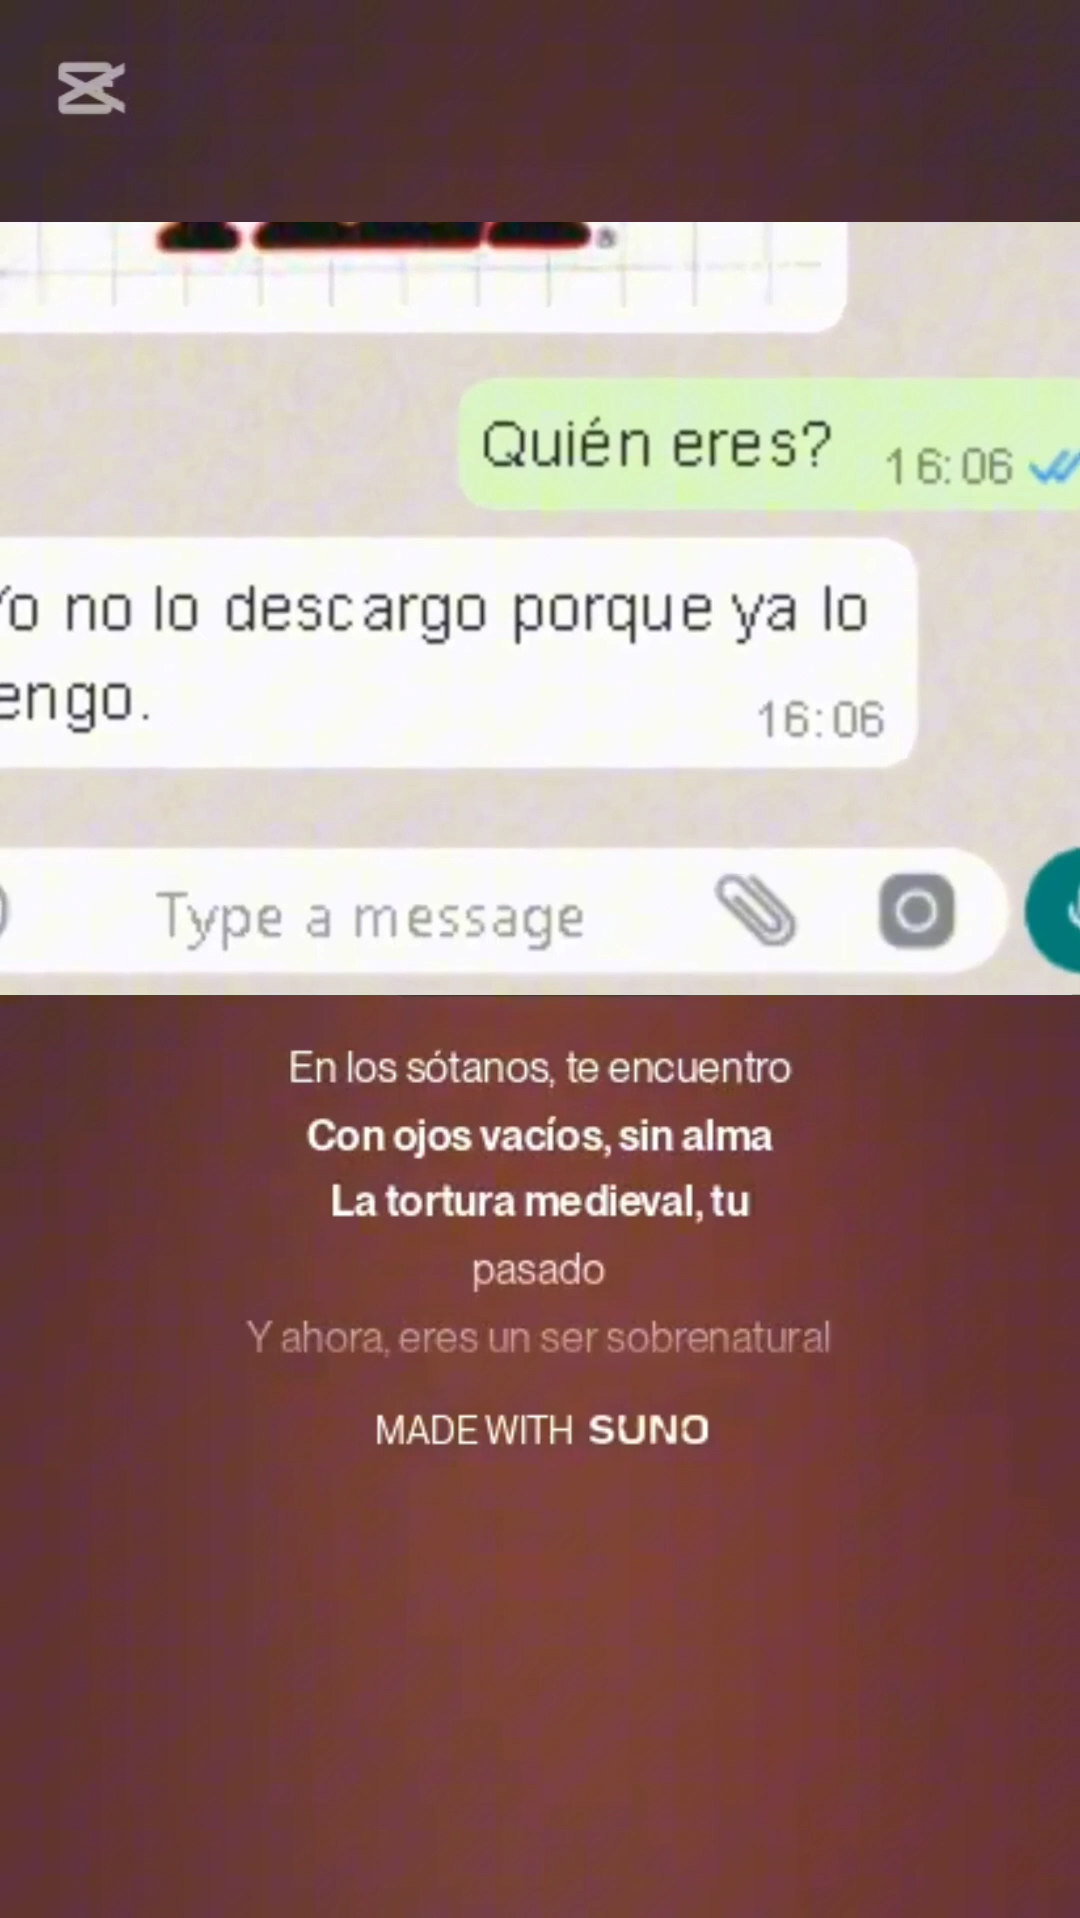 Quién eres?
16:06
Yo no lo descargo porque ya lo
engo.
16:06
Type a message
En los sótanos, te encuentro
Con ojos vacíos, sin alma
La tortura medieval, tu
pasado
Y ahora, eres un ser sobrenatural
MADE WITH SUNO